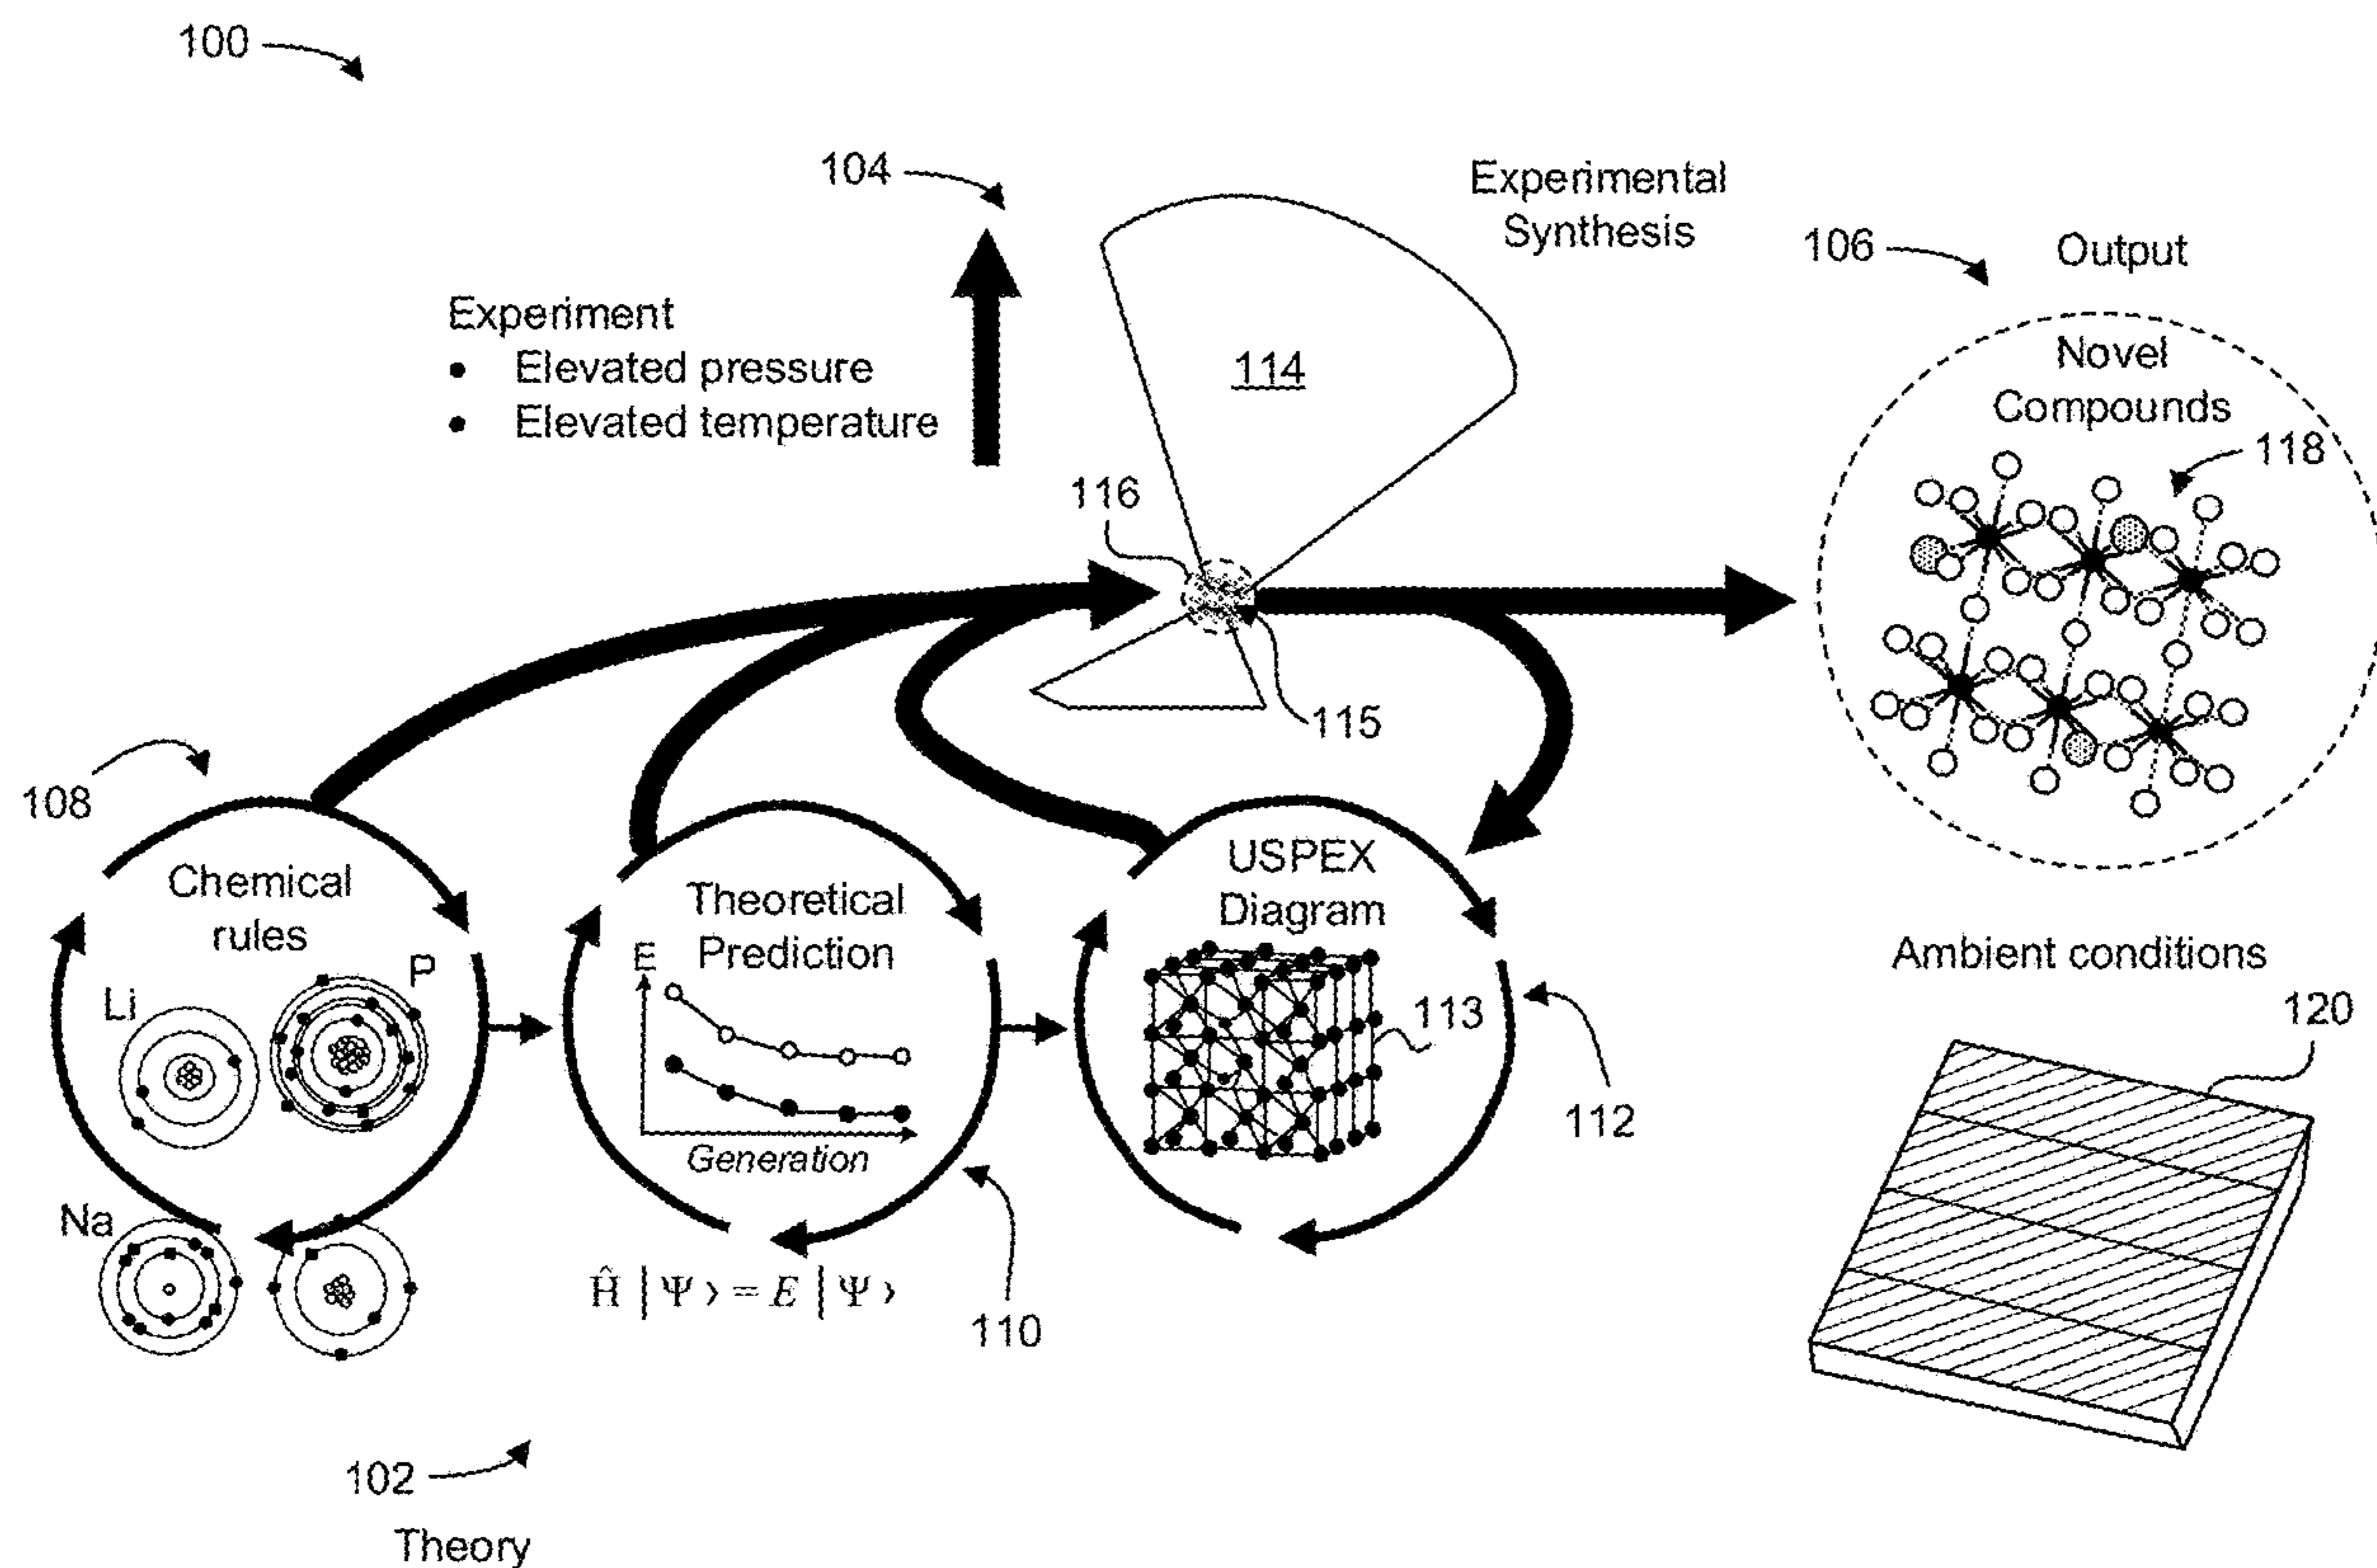 100
104
Experimental
Synthesis
106
Output
Experiment
• Elevated pressure
• Elevated temperature
114
Novel
Compounds
118
116
115
108
Chemical
rules
Li
P
Na
Theoretical
Prediction
E
Generation
Ĥ | Ψ › = E | Ψ ›
110
USPEX
Diagram
113
112
Ambient conditions
120
102
Theory